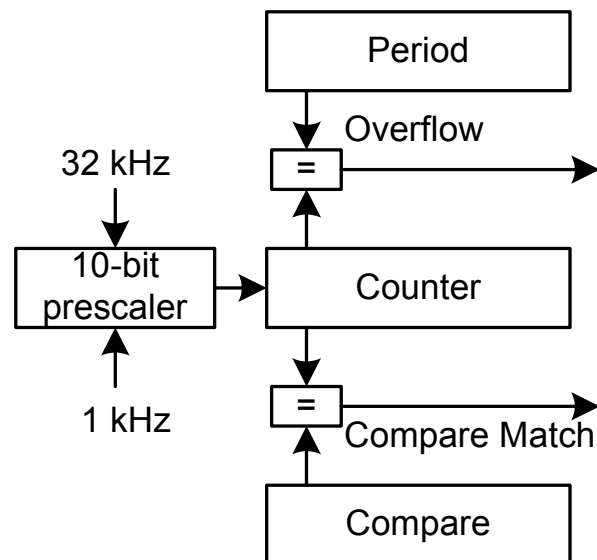 Period
Overflow
=
32 kHz
10-bit
prescaler
Counter
1 kHz
=
Compare Match
Compare